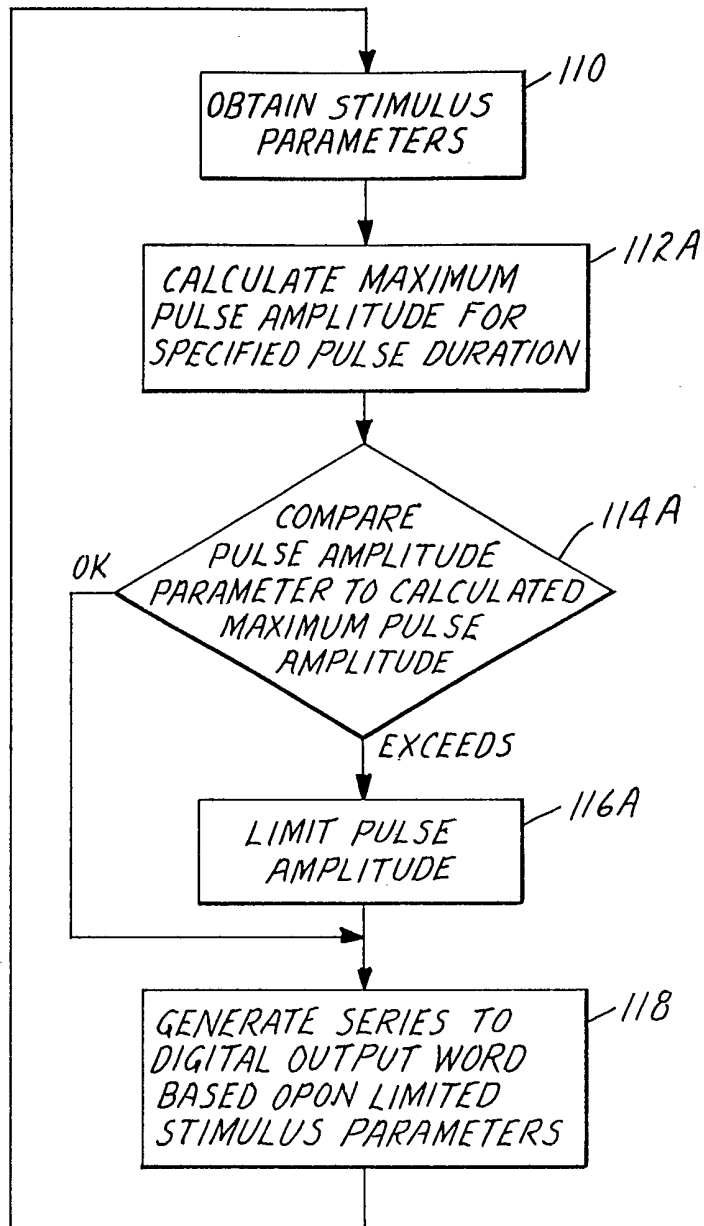 110
OBTAIN STIMULUS
PARAMETERS
112A
CALCULATE MAXIMUM
PULSE AMPLITUDE FOR
SPECIFIED PULSE DURATION
114A
COMPARE
PULSE AMPLITUDE
PARAMETER TO CALCULATED
MAXIMUM PULSE
AMPLITUDE
OK
EXCEEDS
116A
LIMIT PULSE
AMPLITUDE
118
GENERATE SERIES TO
DIGITAL OUTPUT WORD
BASED OPON LIMITED
STIMULUS PARAMETERS